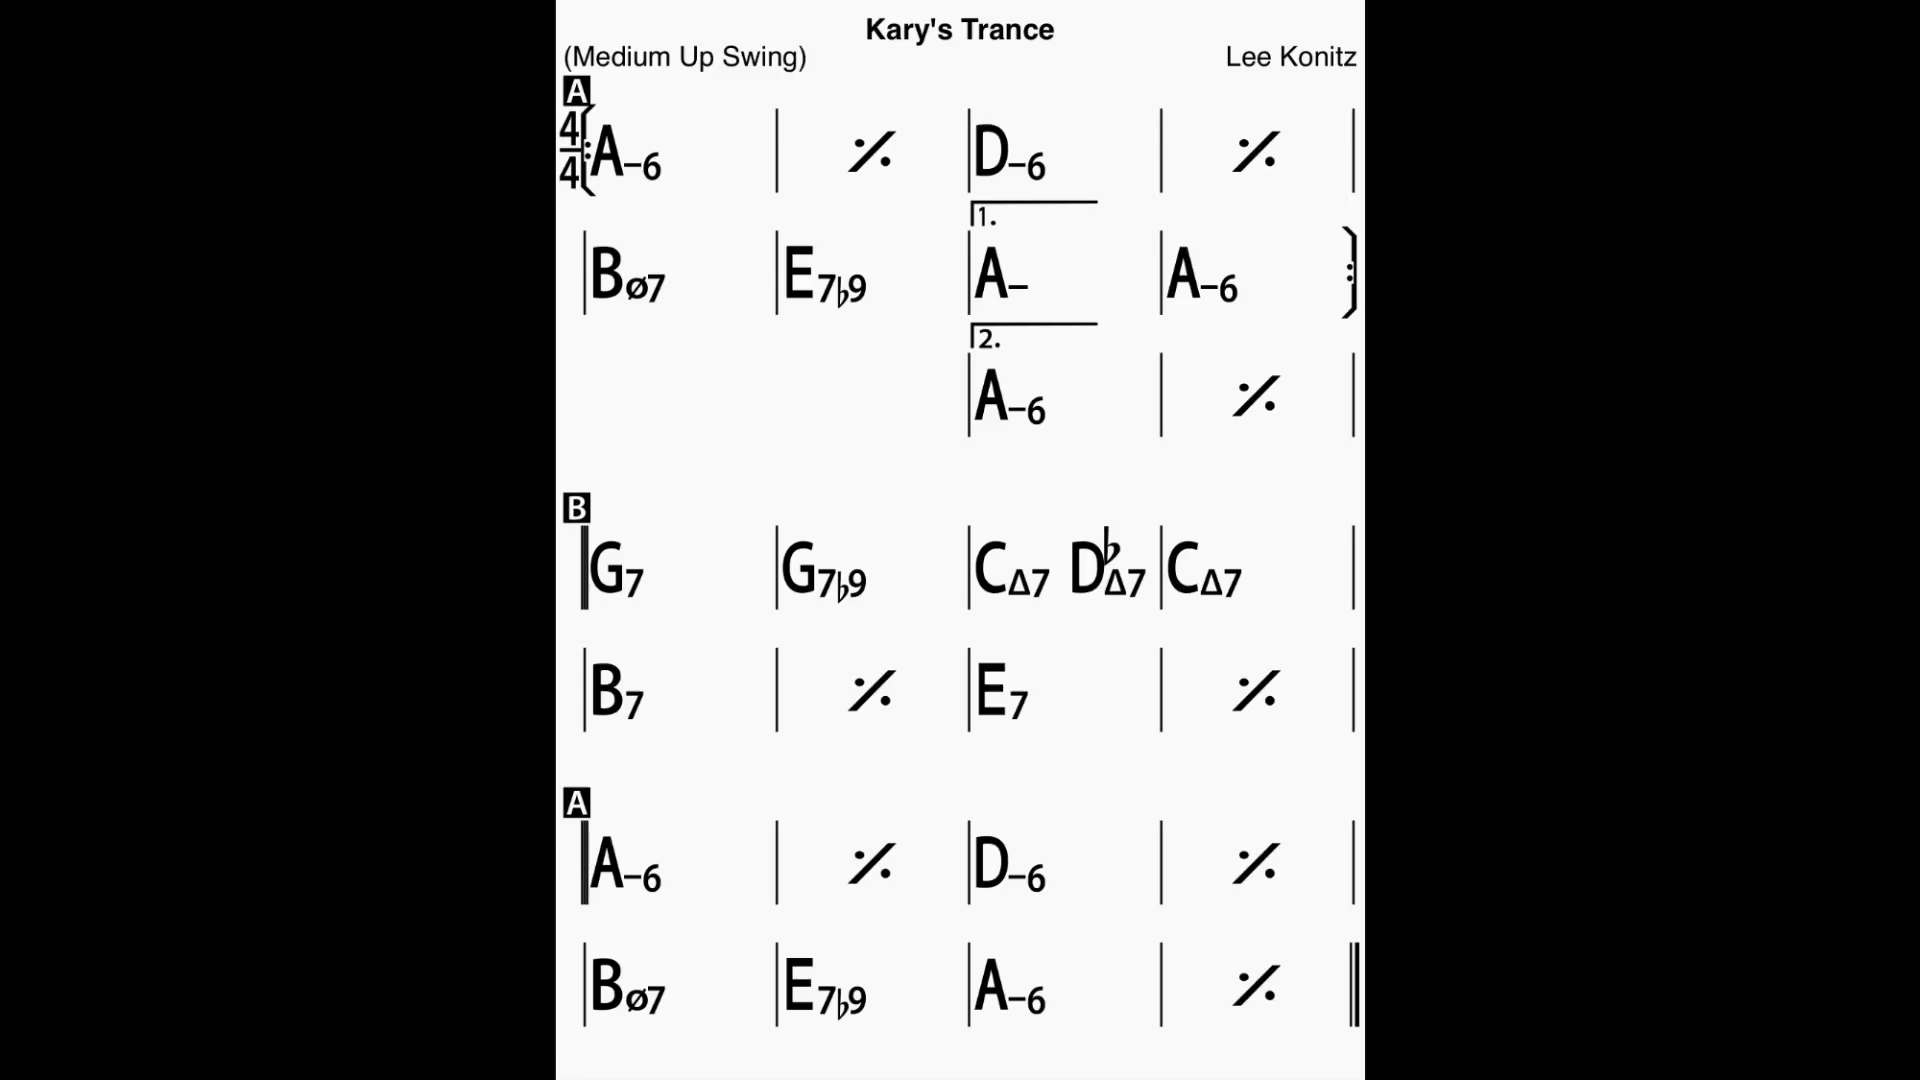 Kary's Trance
(Medium Up Swing) Lee Konitz
A
4/4 A–6 | 𝄎 | D–6 | 𝄎
1.
Bø7 | E7♭9 | A– | A–6
2.
A–6 | 𝄎
B
G7 | G7♭9 | CΔ7 D♭Δ7 | CΔ7
B7 | 𝄎 | E7 | 𝄎
A
A–6 | 𝄎 | D–6 | 𝄎
Bø7 | E7♭9 | A–6 | 𝄎